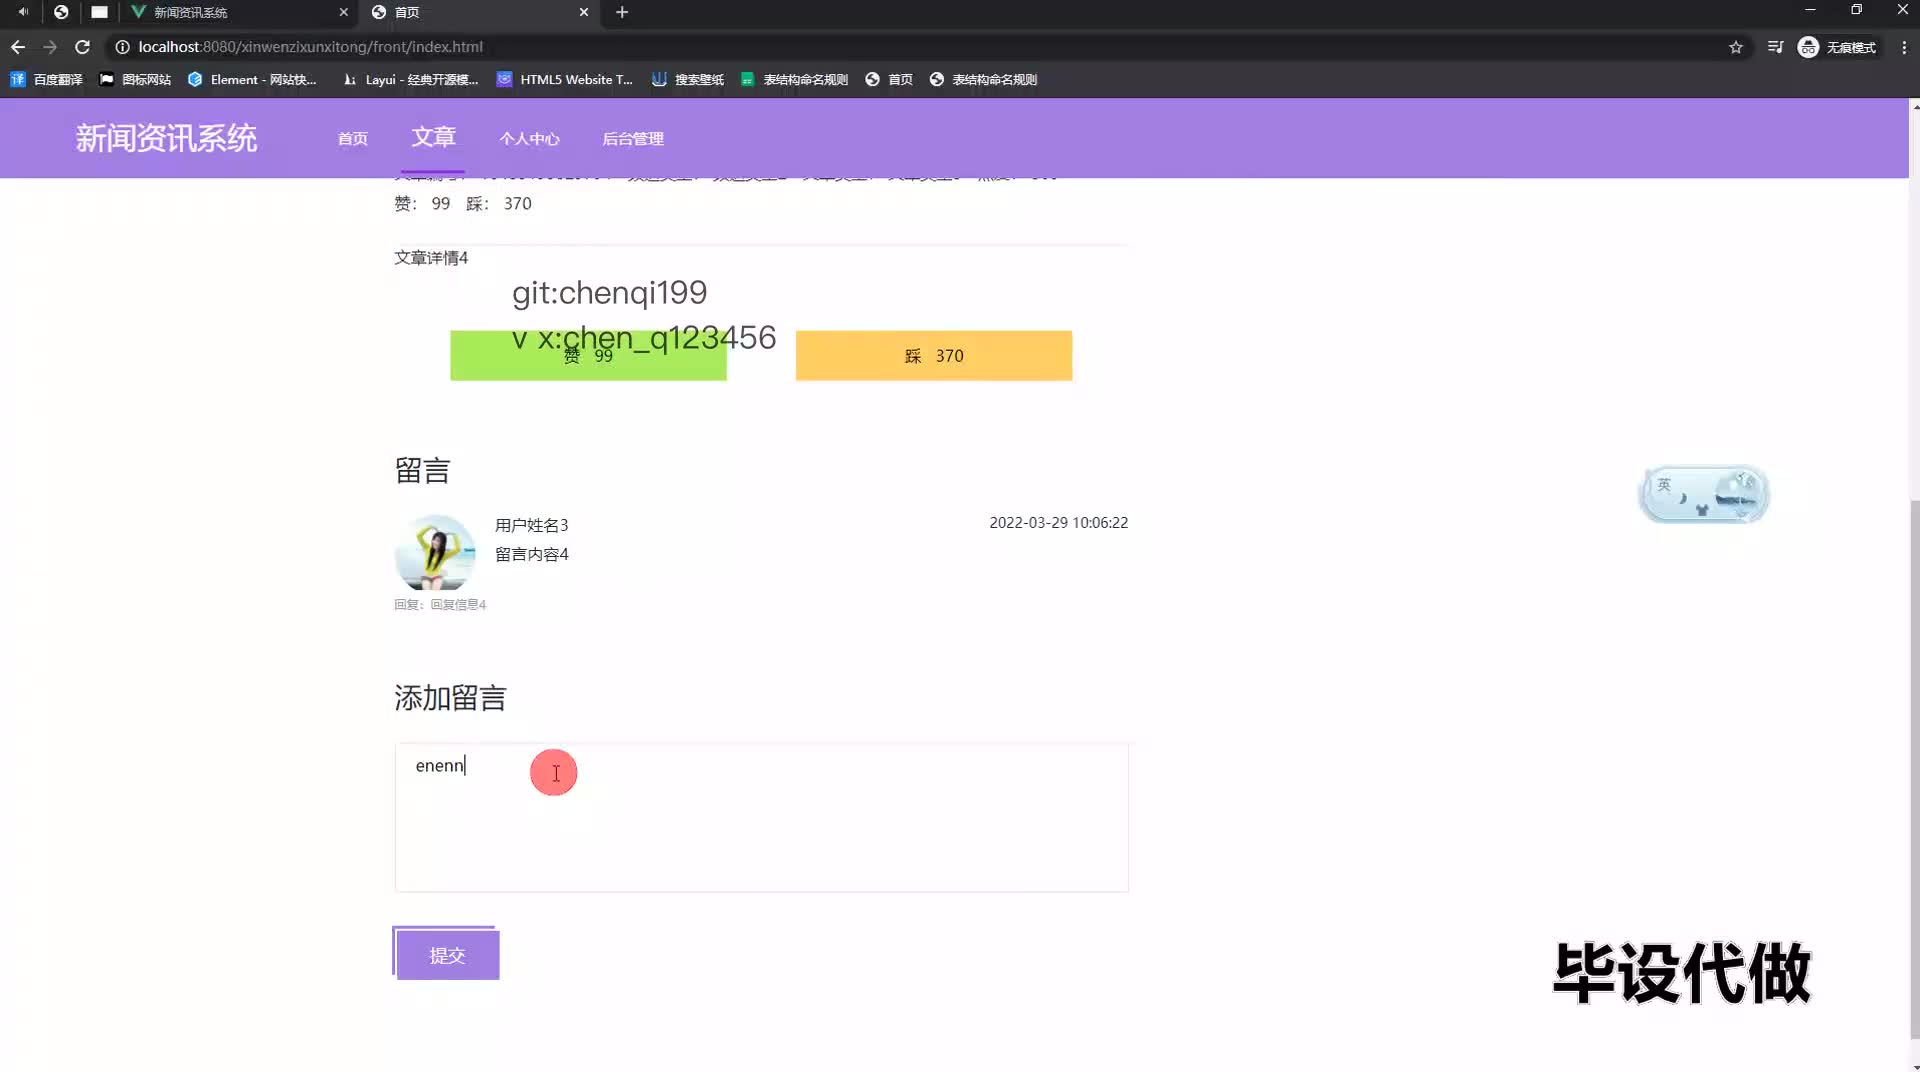 新闻资讯系统
首页
localhost:8080/xinwenzixunxitong/front/index.html
无痕模式
百度翻译
图标网站
Element - 网站快...
Layui - 经典开源模...
HTML5 Website T...
搜索壁纸
表结构命名规则
首页
表结构命名规则
新闻资讯系统
首页
文章
个人中心
后台管理
赞： 99 踩： 370
文章详情4
git:chenqi199
v x:chen_q123456
赞 99
踩 370
留言
用户姓名3
2022-03-29 10:06:22
留言内容4
回复：回复信息4
英
添加留言
enenn
提交
毕设代做